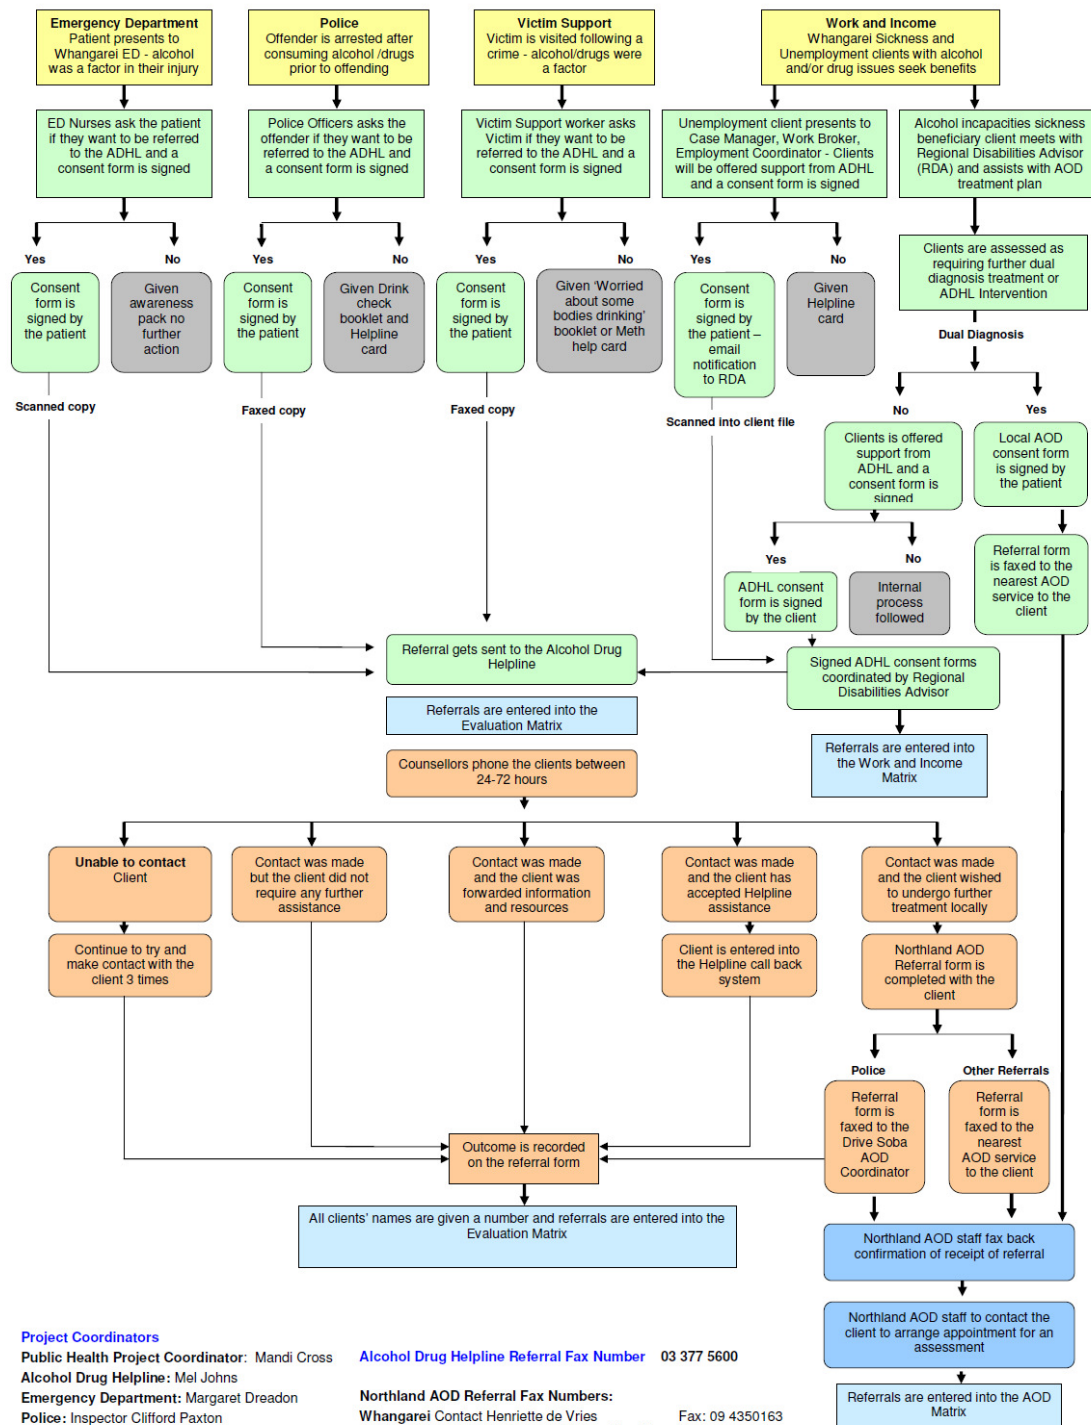 Emergency Department
Patient presents to
Whangarei ED - alcohol
was a factor in their injury
Police
Offender is arrested after
consuming alcohol /drugs
prior to offending
Victim Support
Victim is visited following a
crime - alcohol/drugs were
a factor
Work and Income
Whangarei Sickness and
Unemployment clients with alcohol
and/or drug issues seek benefits
ED Nurses ask the patient
if they want to be referred
to the ADHL and a
consent form is signed
Police Officers asks the
offender if they want to be
referred to the ADHL and
a consent form is signed
Victim Support worker asks
Victim if they want to be
referred to the ADHL and a
consent form is signed
Unemployment client presents to
Case Manager, Work Broker,
Employment Coordinator - Clients
will be offered support from ADHL
and a consent form is signed
Alcohol incapacities sickness
beneficiary client meets with
Regional Disabilities Advisor
(RDA) and assists with AOD
treatment plan
Yes
No
Yes
No
Yes
No
Yes
No
Consent
form is
signed by
the patient
Given
awareness
pack no
further
action
Consent
form is
signed by
the patient
Given Drink
check
booklet and
Helpline
card
Consent
form is
signed by
the patient
Given 'Worried
about some
bodies drinking'
booklet or Meth
help card
Consent
form is
signed by
the patient –
email
notification
to RDA
Given
Helpline
card
Clients are assessed as
requiring further dual
diagnosis treatment or
ADHL Intervention
Dual Diagnosis
Scanned copy
Faxed copy
Faxed copy
Scanned into client file
No
Yes
Clients is offered
support from
ADHL and a
consent form is
signed
Local AOD
consent form
is signed by
the patient
Yes
No
ADHL consent
form is signed
by the client
Internal
process
followed
Referral form
is faxed to the
nearest AOD
service to the
client
Referral gets sent to the Alcohol Drug
Helpline
Signed ADHL consent forms
coordinated by Regional
Disabilities Advisor
Referrals are entered into the
Evaluation Matrix
Referrals are entered into
the Work and Income
Matrix
Counsellors phone the clients between
24-72 hours
Unable to contact
Client
Contact was made
but the client did not
require any further
assistance
Contact was made
and the client was
forwarded information
and resources
Contact was made
and the client has
accepted Helpline
assistance
Contact was made
and the client wished
to undergo further
treatment locally
Continue to try and
make contact with the
client 3 times
Client is entered into
the Helpline call back
system
Northland AOD
Referral form is
completed with the
client
Police
Other Referrals
Referral
form is
faxed to the
Drive Soba
AOD
Coordinator
Referral
form is
faxed to the
nearest
AOD service
to the client
Outcome is recorded
on the referral form
All clients' names are given a number and referrals are entered into the
Evaluation Matrix
Northland AOD staff fax back
confirmation of receipt of referral
Northland AOD staff to contact the
client to arrange appointment for an
assessment
Referrals are entered into the AOD
Matrix
Project Coordinators
Public Health Project Coordinator: Mandi Cross
Alcohol Drug Helpline: Mel Johns
Emergency Department: Margaret Dreadon
Police: Inspector Clifford Paxton
Alcohol Drug Helpline Referral Fax Number 03 377 5600
Northland AOD Referral Fax Numbers:
Whangarei Contact Henriette de Vries Fax: 09 4350163